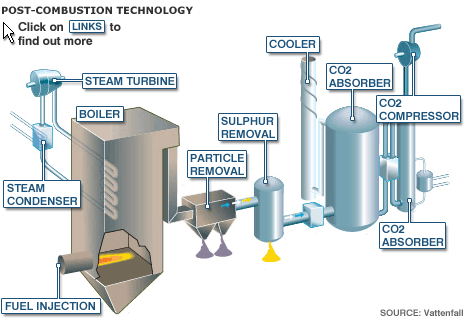 POST-COMBUSTION TECHNOLOGY
Click on LINKS to
find out more
COOLER
CO2
ABSORBER
STEAM TURBINE
BOILER
SULPHUR
REMOVAL
CO2
COMPRESSOR
PARTICLE
REMOVAL
STEAM
CONDENSER
CO2
ABSORBER
FUEL INJECTION
SOURCE: Vattenfall